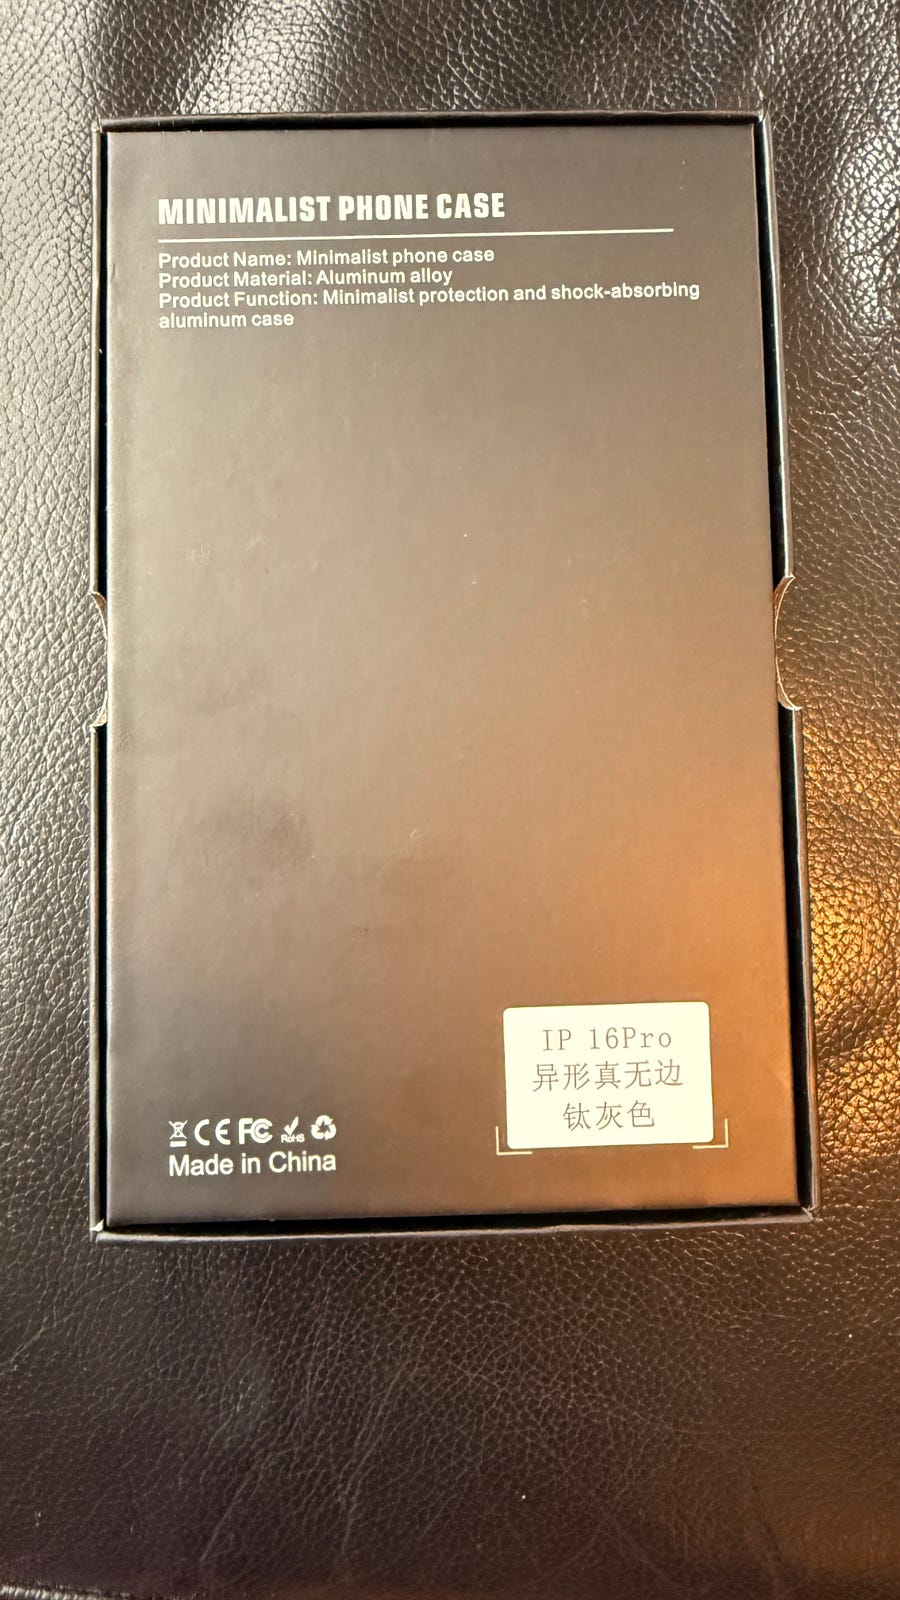 MINIMALIST PHONE CASE
Product Name: Minimalist phone case
Product Material: Aluminum alloy
Product Function: Minimalist protection and shock-absorbing
aluminum case
IP 16Pro
异形真无边
钛灰色
CE FC RoHS
Made in China